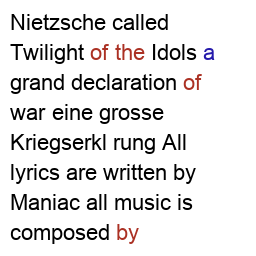 Nietzsche called
Twilight of the Idols a
grand declaration of
war eine grosse
Kriegserkl rung All
lyrics are written by
Maniac all music is
composed by